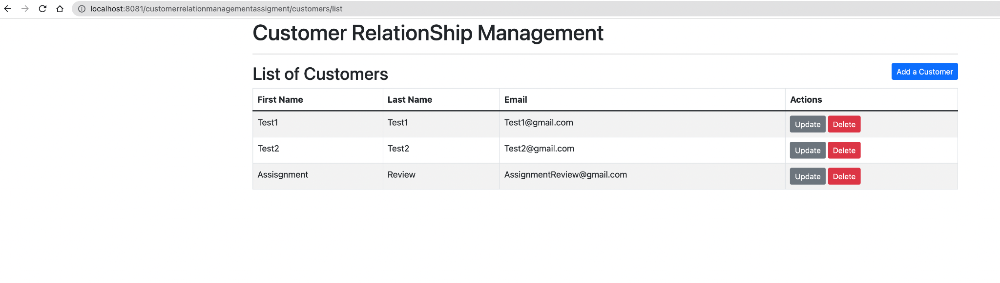 localhost:8081/customerrelationmanagementassigment/customers/list
Customer RelationShip Management
List of Customers
Add a Customer
First Name Last Name Email Actions
Test1 Test1 Test1@gmail.com Update Delete
Test2 Test2 Test2@gmail.com Update Delete
Assisgnment Review AssignmentReview@gmail.com Update Delete